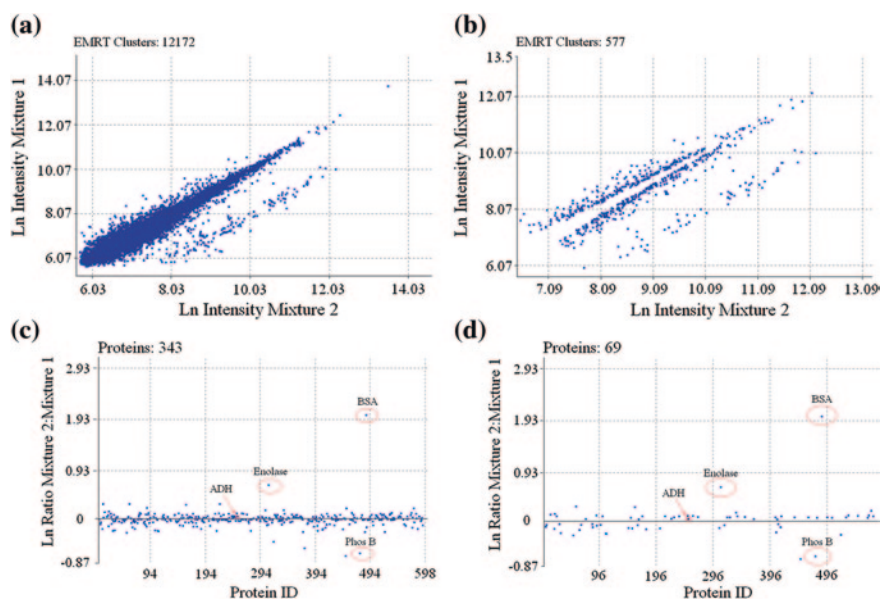 (a)
EMRT Clusters: 12172
Ln Intensity Mixture 1
14.07
12.07
10.07
8.07
6.07
6.03 8.03 10.03 12.03 14.03
Ln Intensity Mixture 2
(b)
EMRT Clusters: 577
Ln Intensity Mixture 1
13.5
12.07
10.07
8.07
6.07
7.09 8.09 9.09 10.09 11.09 12.09 13.09
Ln Intensity Mixture 2
(c)
Proteins: 343
Ln Ratio Mixture 2:Mixture 1
2.93
1.93
0.93
0
-0.87
BSA
Enolase
ADH
Phos B
94 194 294 394 494 598
Protein ID
(d)
Proteins: 69
Ln Ratio Mixture 2:Mixture 1
2.93
1.93
0.93
0
-0.87
BSA
Enolase
ADH
Phos B
96 196 296 396 496
Protein ID